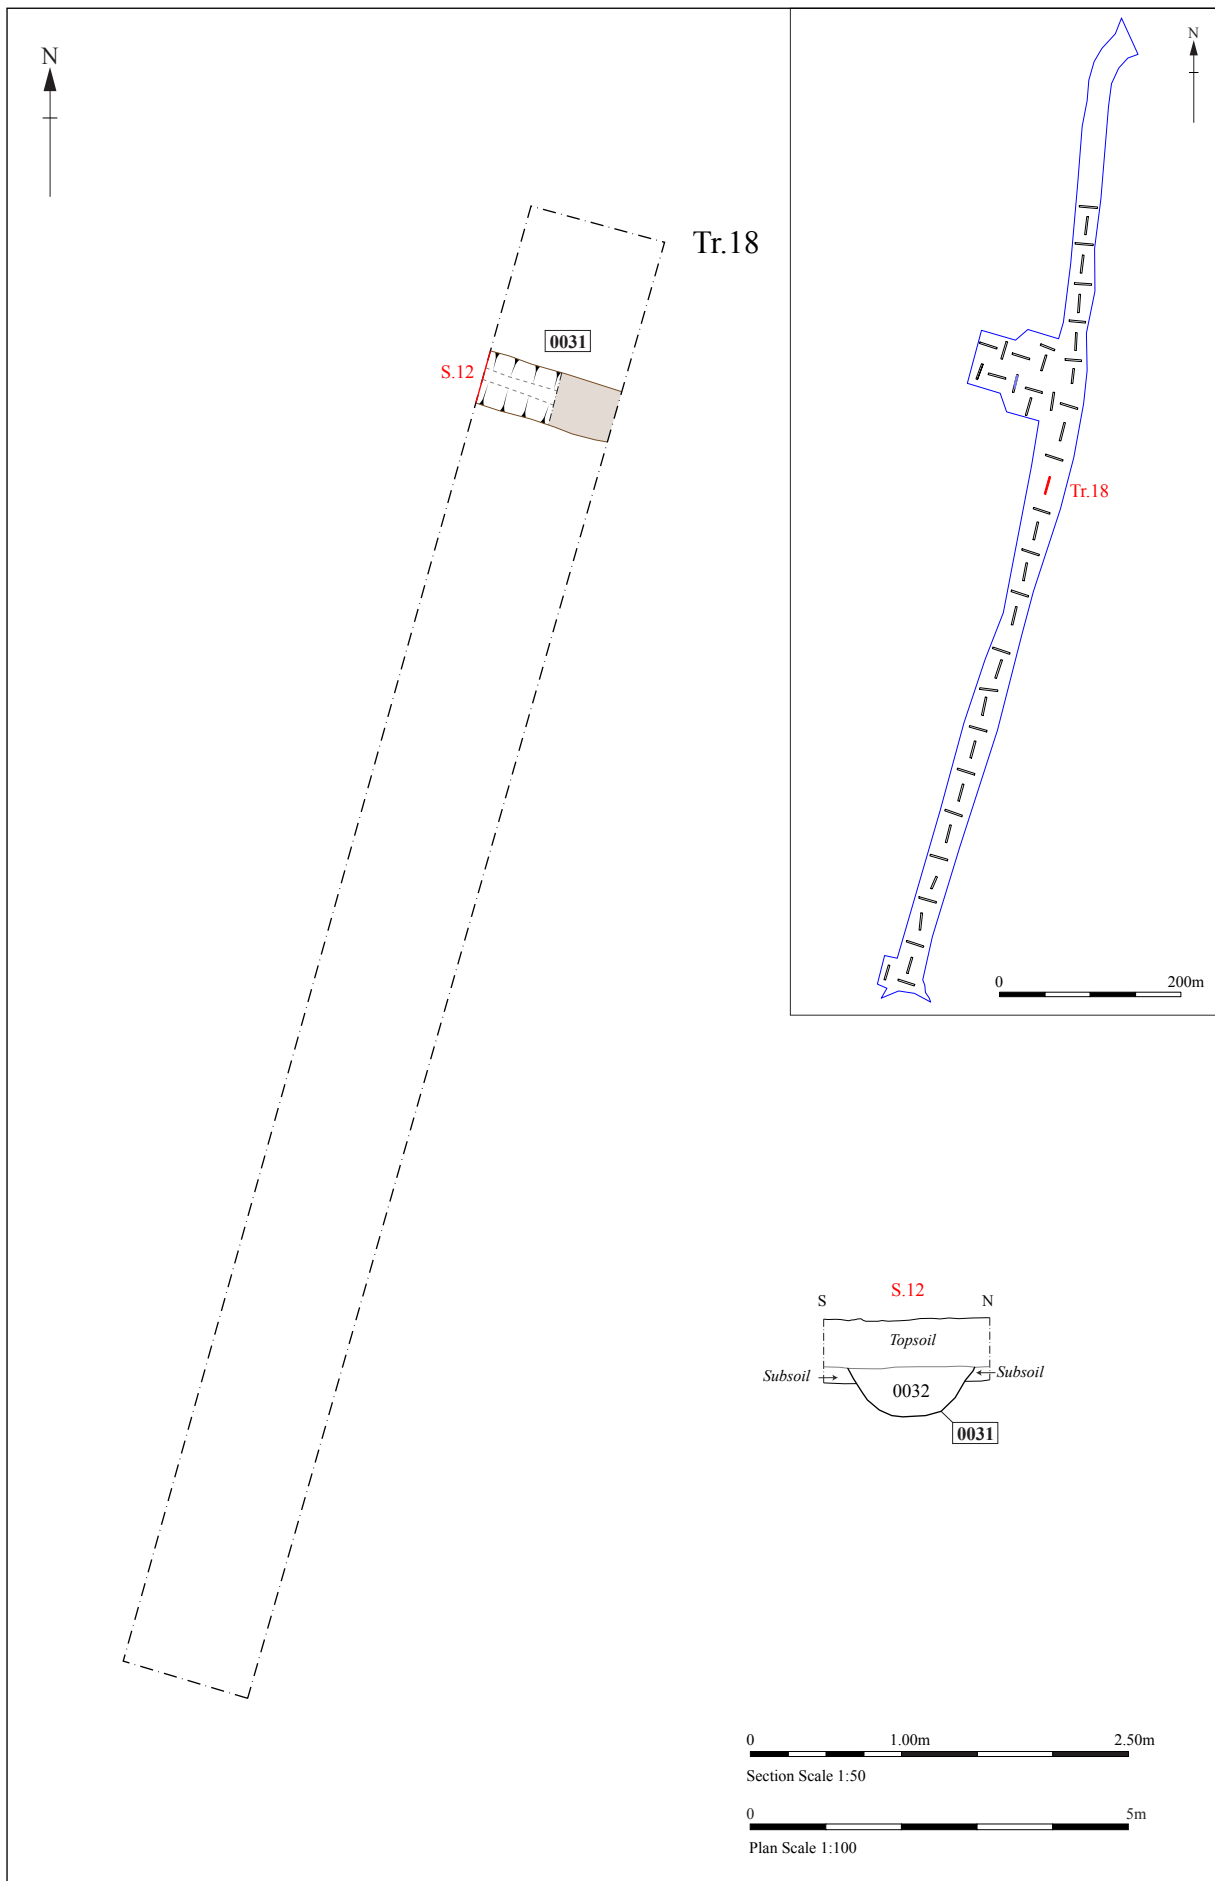 N
Tr.18
0031
S.12
N
Tr.18
0 200m
S.12
S N
Topsoil
Subsoil Subsoil
0032
0031
0 1.00m 2.50m
Section Scale 1:50
0 5m
Plan Scale 1:100